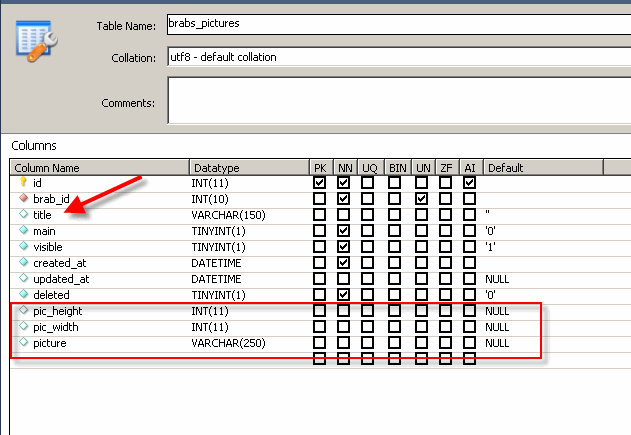 Table Name: brabs_pictures
Collation: utf8 - default collation
Comments:
Columns
Column Name Datatype PK NN UQ BIN UN ZF AI Default
id INT(11)
brab_id INT(10)
title VARCHAR(150) ''
main TINYINT(1) '0'
visible TINYINT(1) '1'
created_at DATETIME
updated_at DATETIME NULL
deleted TINYINT(1) '0'
pic_height INT(11) NULL
pic_width INT(11) NULL
picture VARCHAR(250) NULL